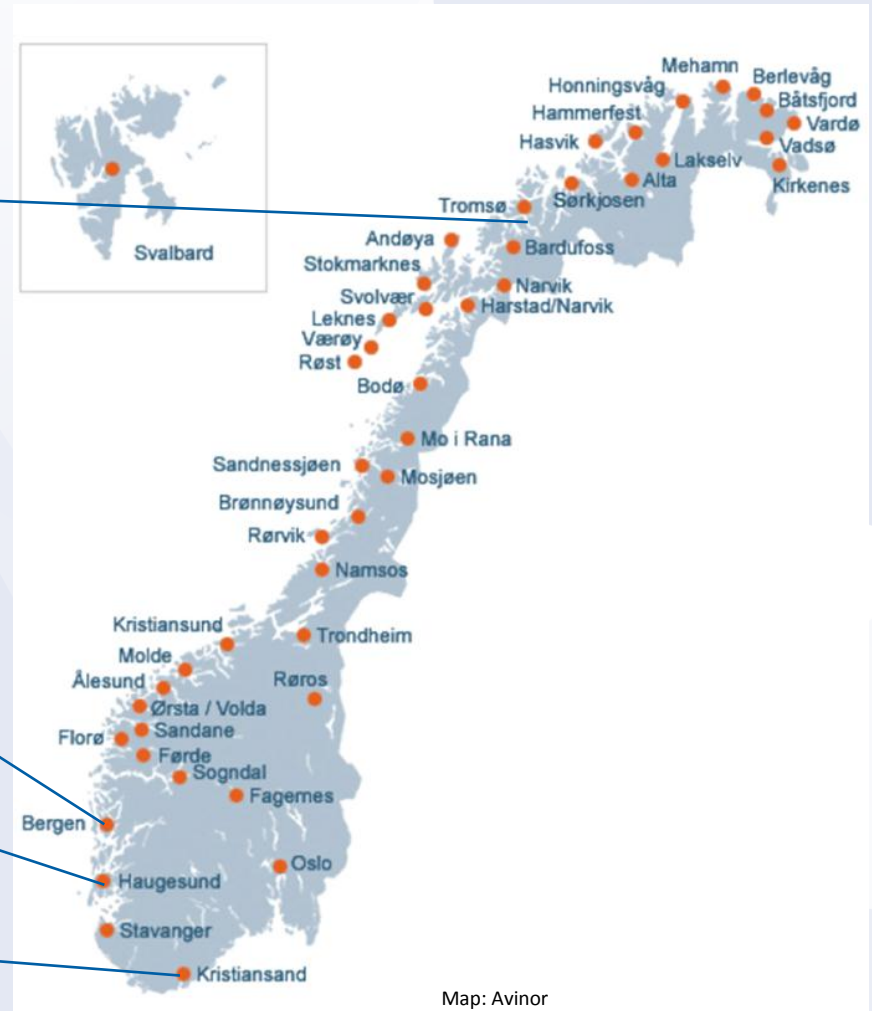 Mehamn
Berlevåg
Honningsvåg
Båtsfjord
Hammerfest
Vardø
Hasvik
Vadsø
Lakselv
Alta
Kirkenes
Sørkjosen
Tromsø
Svalbard
Andøya
Bardufoss
Stokmarknes
Narvik
Svolvær
Harstad/Narvik
Leknes
Værøy
Røst
Bodø
Mo i Rana
Sandnessjøen
Mosjøen
Brønnøysund
Rørvik
Namsos
Kristiansund
Trondheim
Molde
Røros
Ålesund
Ørsta / Volda
Sandane
Florø
Førde
Sogndal
Fagernes
Bergen
Oslo
Haugesund
Stavanger
Kristiansand
Map: Avinor